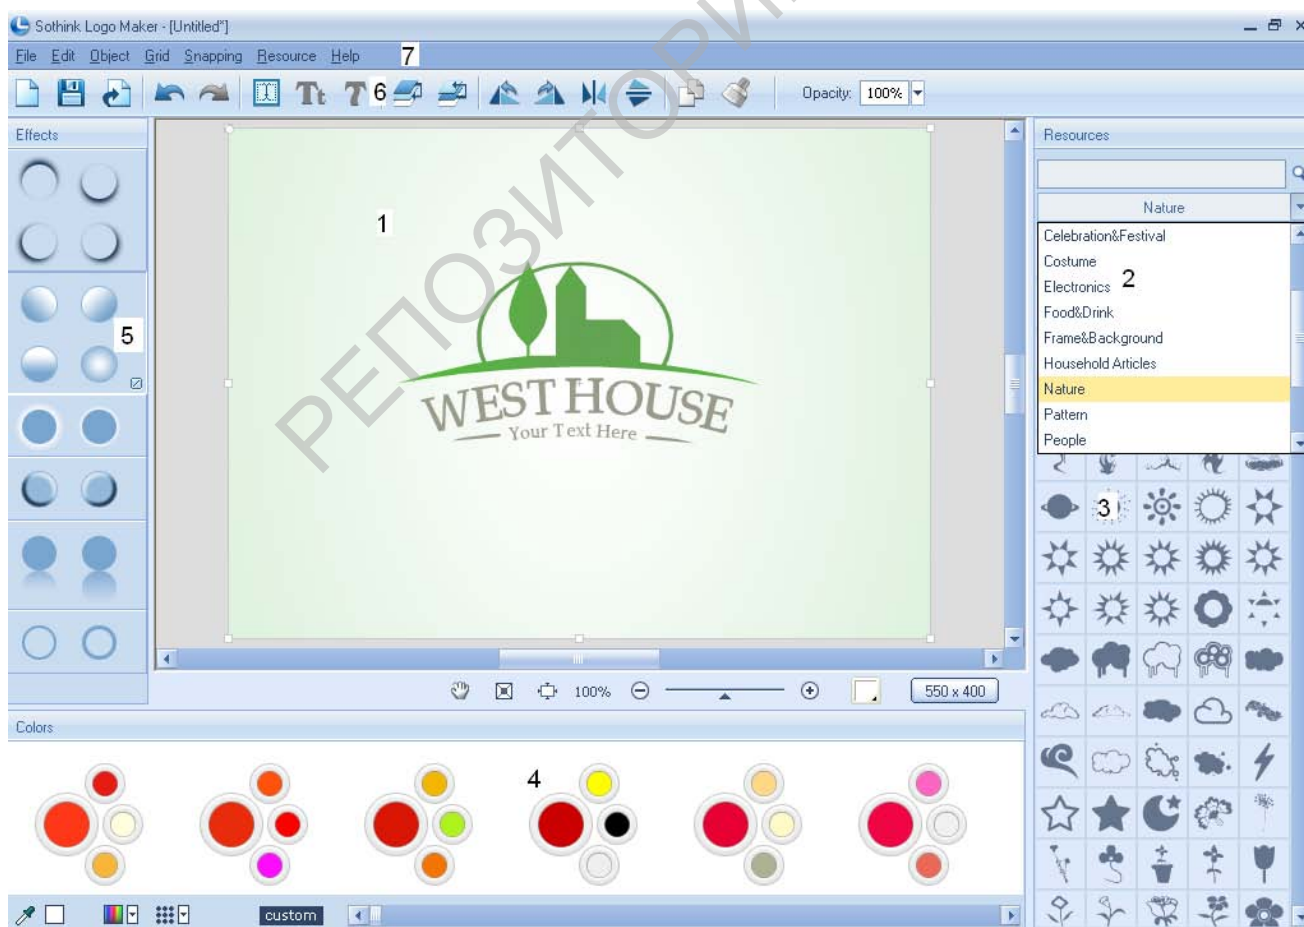 Sothink Logo Maker - [Untitled*]
File Edit Object Grid Snapping Resource Help 7
Tt T 6 Opacity: 100%
Effects
Resources
Nature
1
Celebration&Festival
Costume
Electronics 2
Food&Drink
Frame&Background
Household Articles
Nature
Pattern
People
5
WEST HOUSE
Your Text Here
3
100% 550 x 400
Colors
4
custom